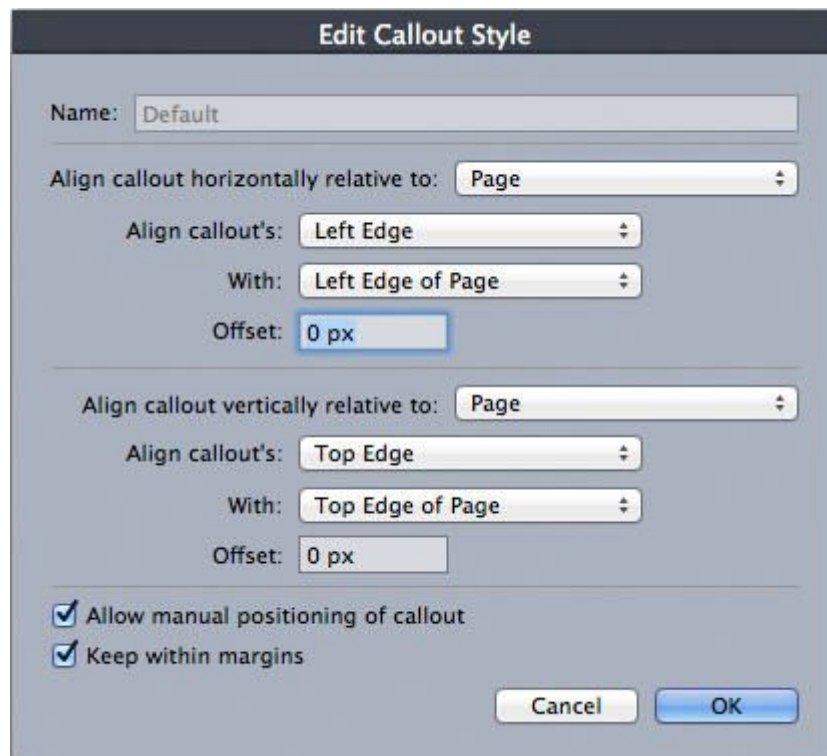 Edit Callout Style
Name: Default
Align callout horizontally relative to: Page
Align callout's: Left Edge
With: Left Edge of Page
Offset: 0 px
Align callout vertically relative to: Page
Align callout's: Top Edge
With: Top Edge of Page
Offset: 0 px
Allow manual positioning of callout
Keep within margins
Cancel OK